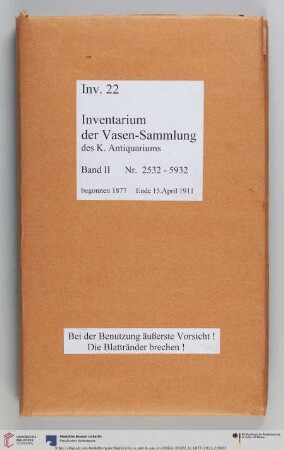 Inv. 22
Inventarium
der Vasen-Sammlung
des K. Antiquariums
Band II Nr. 2532 - 5932
begonnen 1877 Ende 15.April 1911
Bei der Benutzung äußerste Vorsicht !
Die Blattränder brechen !